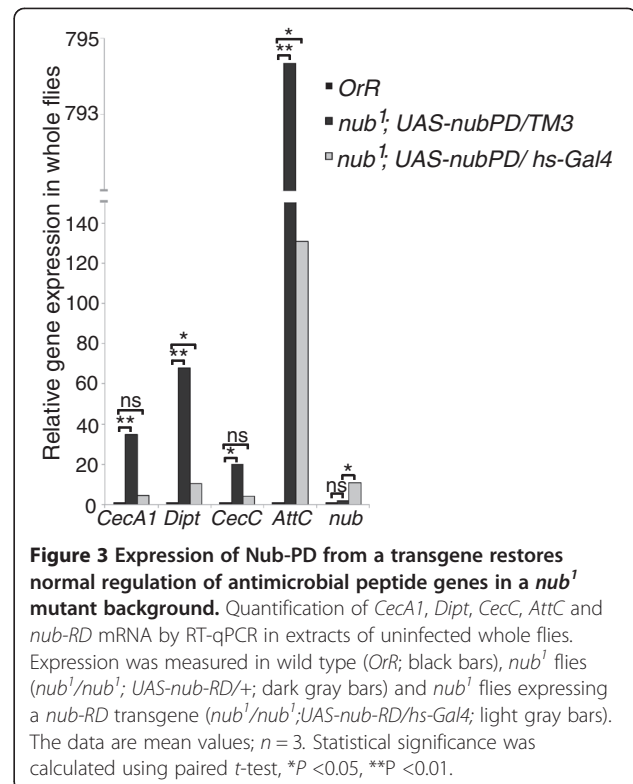 795
793
140
120
100
80
60
40
20
0
Relative gene expression in whole flies
OrR
nub¹; UAS-nubPD/TM3
nub¹; UAS-nubPD/ hs-Gal4
ns
**
*
**
ns
*
*
**
ns
*
CecA1 Dipt CecC AttC nub
Figure 3 Expression of Nub-PD from a transgene restores
normal regulation of antimicrobial peptide genes in a nub¹
mutant background. Quantification of CecA1, Dipt, CecC, AttC and
nub-RD mRNA by RT-qPCR in extracts of uninfected whole flies.
Expression was measured in wild type (OrR; black bars), nub¹ flies
(nub¹/nub¹; UAS-nub-RD/+; dark gray bars) and nub¹ flies expressing
a nub-RD transgene (nub¹/nub¹;UAS-nub-RD/hs-Gal4; light gray bars).
The data are mean values; n = 3. Statistical significance was
calculated using paired t-test, *P <0.05, **P <0.01.